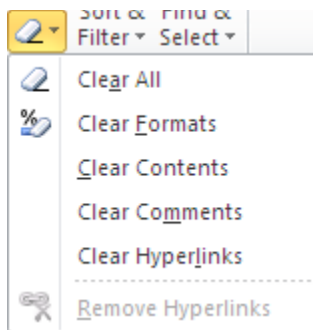 Sort & Find &
Filter Select
Clear All
Clear Formats
Clear Contents
Clear Comments
Clear Hyperlinks
Remove Hyperlinks